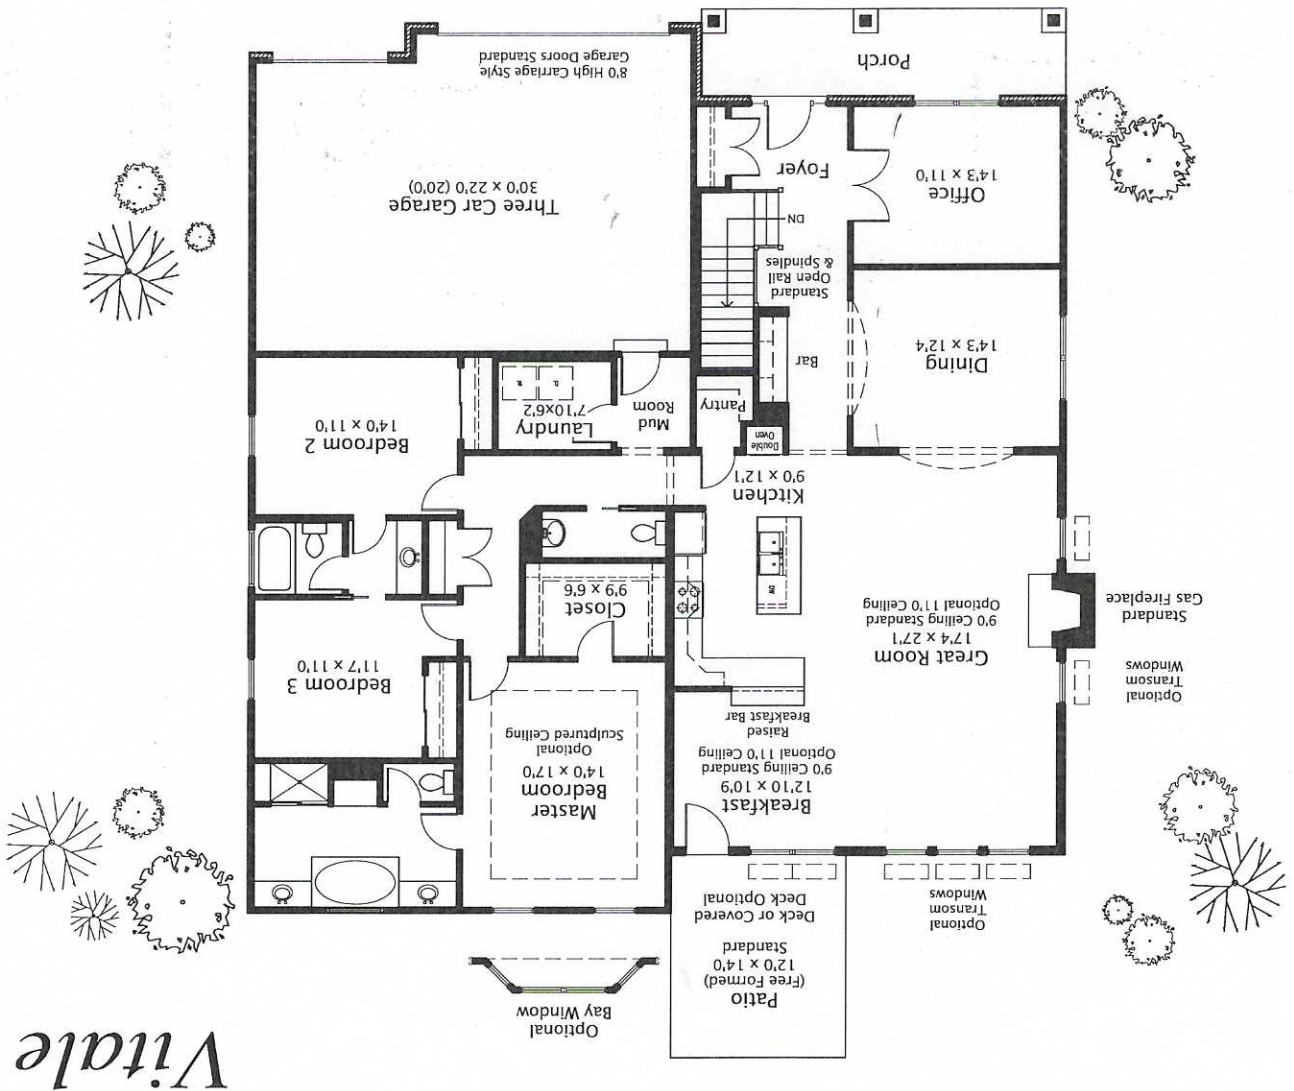 Vitale
Optional
Bay Window
Patio
(Free Formed)
12'0 x 14'0
Standard
Deck or Covered
Deck Optional
Optional
Transom
Windows
Master
Bedroom
14'0 x 17'0
Optional
Sculptured Ceiling
Breakfast
12'10 x 10'9
9'0 Ceiling Standard
Optional 11'0 Ceiling
Raised
Breakfast Bar
Great Room
17'4 x 27'1
9'0 Ceiling Standard
Optional 11'0 Ceiling
Optional
Transom
Windows
Standard
Gas Fireplace
Bedroom 3
11'7 x 11'0
Closet
9'9 x 6'6
DW
Kitchen
9'0 x 12'1
Double
Oven
Pantry
Bedroom 2
14'0 x 11'0
Laundry
7'10x6'2
D
W
Mud
Room
Bar
Dining
14'3 x 12'4
Standard
Open Rail
& Spindles
DN
Three Car Garage
30'0 x 22'0 (20'0)
Foyer
Office
14'3 x 11'0
8'0 High Carriage Style
Garage Doors Standard
Porch